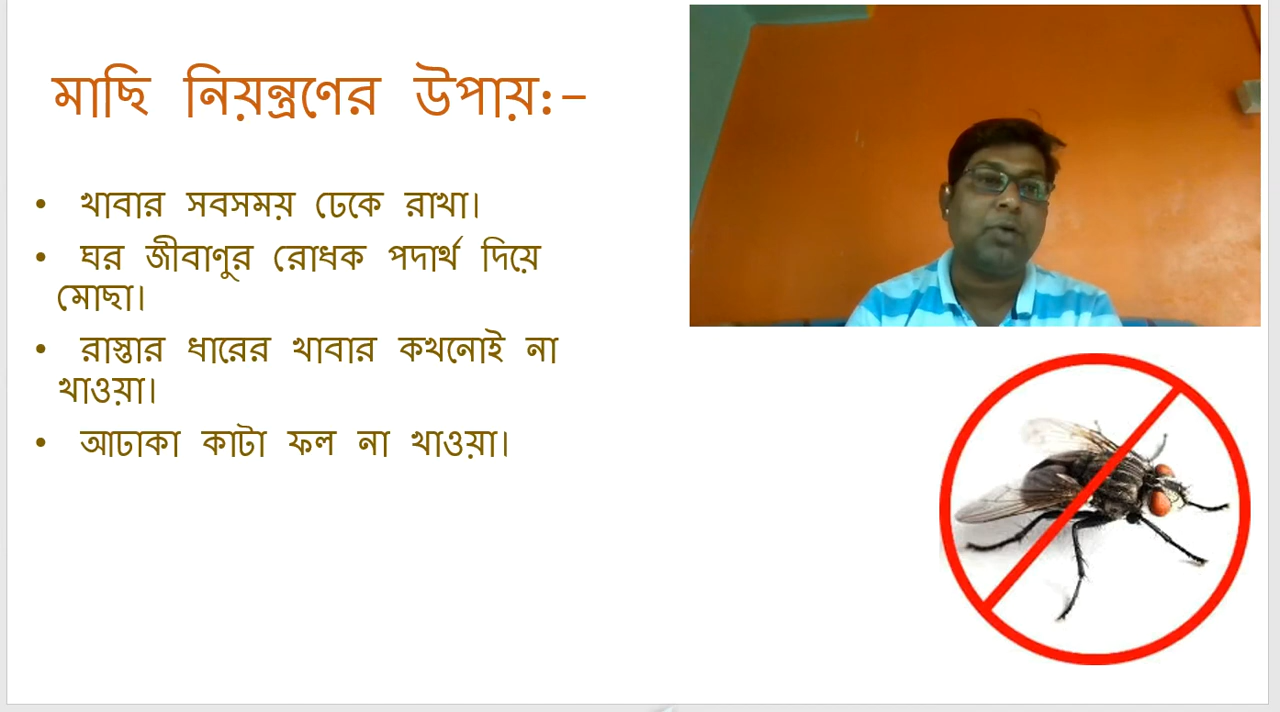 মাছি নিয়ন্ত্রণের উপায়:-
• খাবার সবসময় ঢেকে রাখা।
• ঘর জীবাণুর রোধক পদার্থ দিয়ে
মোছা।
• রাস্তার ধারের খাবার কখনোই না
খাওয়া।
• আঢাকা কাটা ফল না খাওয়া।